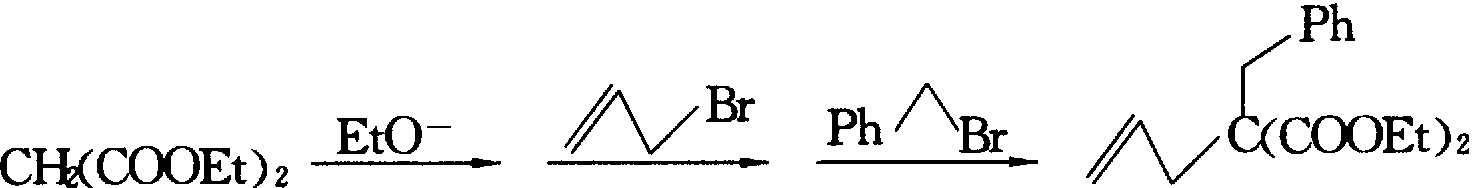 Ph
EtO⁻ Br Ph Br
CH₂(COOEt)₂ C(COOEt)₂